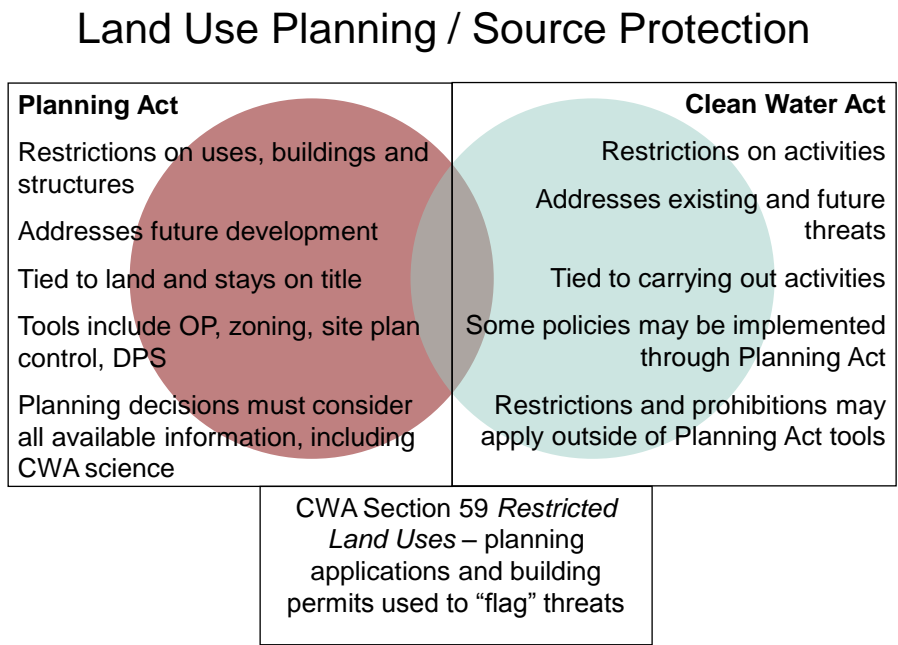 Land Use Planning / Source Protection
Planning Act
Restrictions on uses, buildings and
structures
Addresses future development
Tied to land and stays on title
Tools include OP, zoning, site plan
control, DPS
Planning decisions must consider
all available information, including
CWA science
Clean Water Act
Restrictions on activities
Addresses existing and future
threats
Tied to carrying out activities
Some policies may be implemented
through Planning Act
Restrictions and prohibitions may
apply outside of Planning Act tools
CWA Section 59 Restricted
Land Uses – planning
applications and building
permits used to “flag” threats